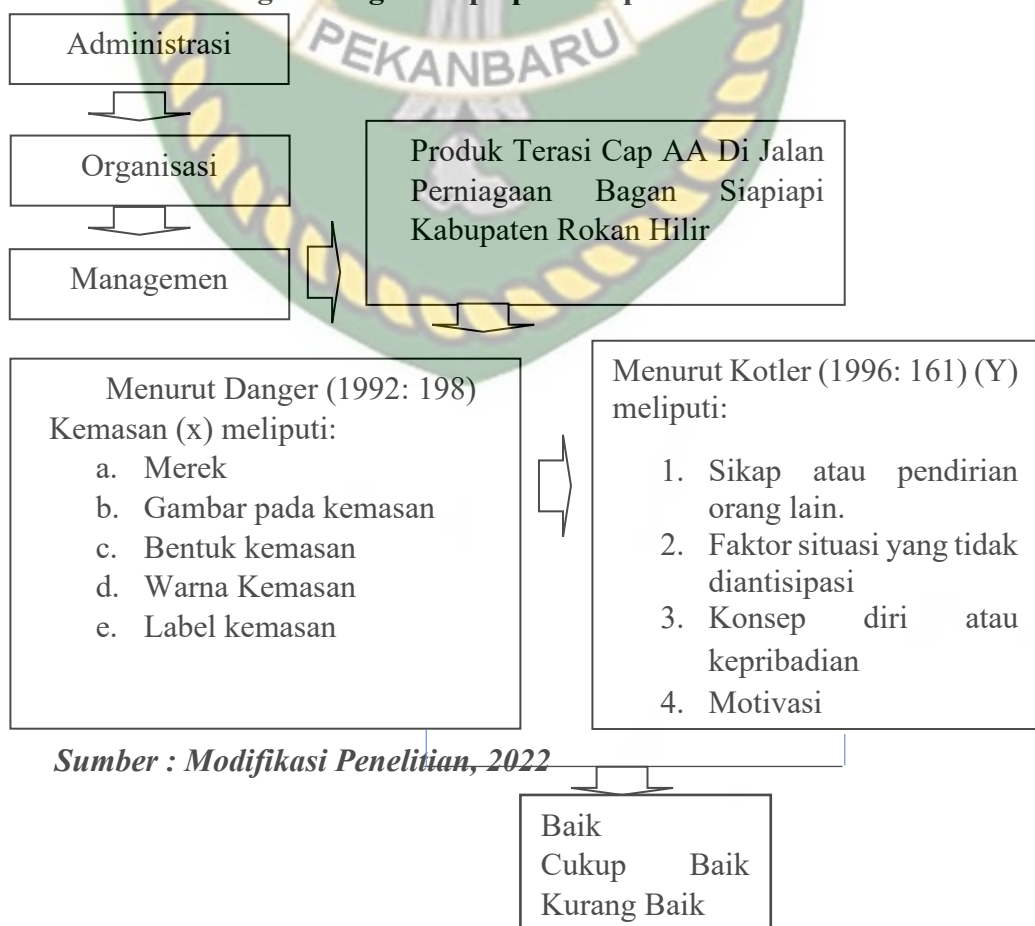 PEKANBARU
Administrasi
Organisasi
Managemen
Produk Terasi Cap AA Di Jalan
Perniagaan Bagan Siapiapi
Kabupaten Rokan Hilir
Menurut Danger (1992: 198)
Kemasan (x) meliputi:
a. Merek
b. Gambar pada kemasan
c. Bentuk kemasan
d. Warna Kemasan
e. Label kemasan
Menurut Kotler (1996: 161) (Y)
meliputi:
1. Sikap atau pendirian
orang lain.
2. Faktor situasi yang tidak
diantisipasi
3. Konsep diri atau
kepribadian
4. Motivasi
Sumber : Modifikasi Penelitian, 2022
Baik
Cukup Baik
Kurang Baik